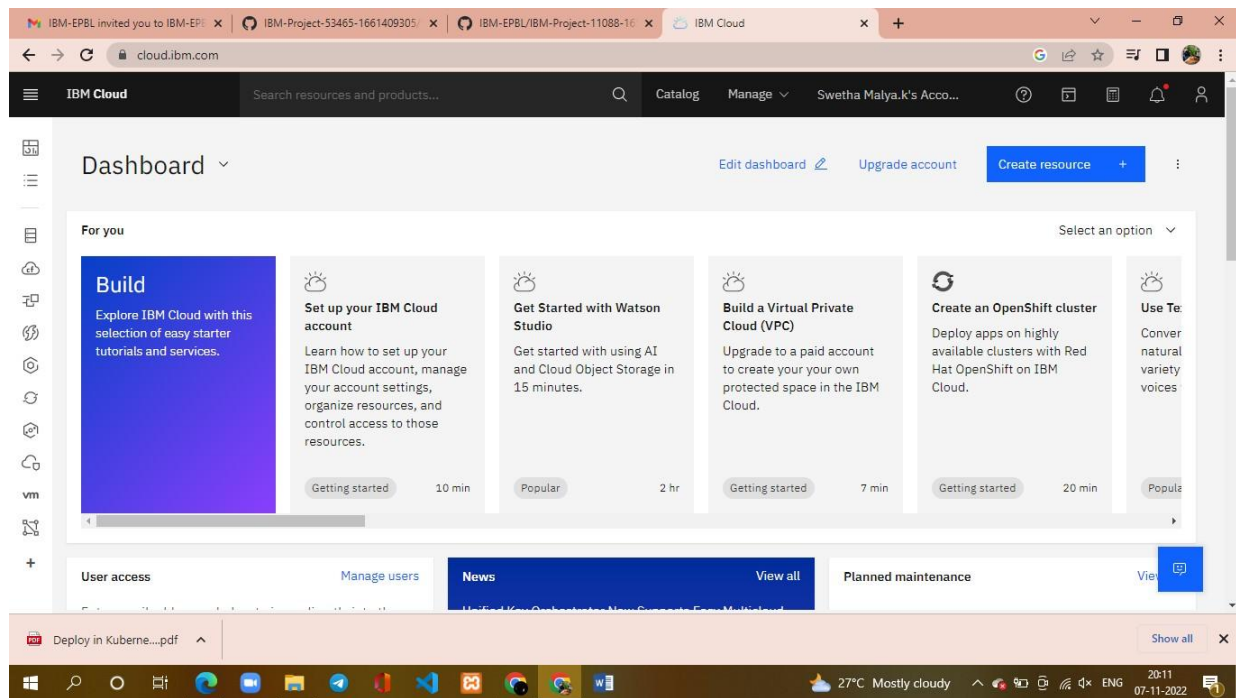 IBM-EPBL invited you to IBM-EPB
IBM-Project-53465-1661409305/
IBM-EPBL/IBM-Project-11088-16
IBM Cloud
cloud.ibm.com
IBM Cloud
Search resources and products...
Catalog
Manage
Swetha Malya.k's Acco...
Dashboard
Edit dashboard
Upgrade account
Create resource +
For you
Select an option
Build
Explore IBM Cloud with this
selection of easy starter
tutorials and services.
Set up your IBM Cloud
account
Learn how to set up your
IBM Cloud account, manage
your account settings,
organize resources, and
control access to those
resources.
Getting started
10 min
Get Started with Watson
Studio
Get started with using AI
and Cloud Object Storage in
15 minutes.
Popular
2 hr
Build a Virtual Private
Cloud (VPC)
Upgrade to a paid account
to create your your own
protected space in the IBM
Cloud.
Getting started
7 min
Create an OpenShift cluster
Deploy apps on highly
available clusters with Red
Hat OpenShift on IBM
Cloud.
Getting started
20 min
Use Te
Conver
natural
variety
voices
Popula
vm
User access
Manage users
News
View all
Planned maintenance
Vie
Deploy in Kuberne....pdf
Show all
27°C Mostly cloudy
ENG
20:11
07-11-2022